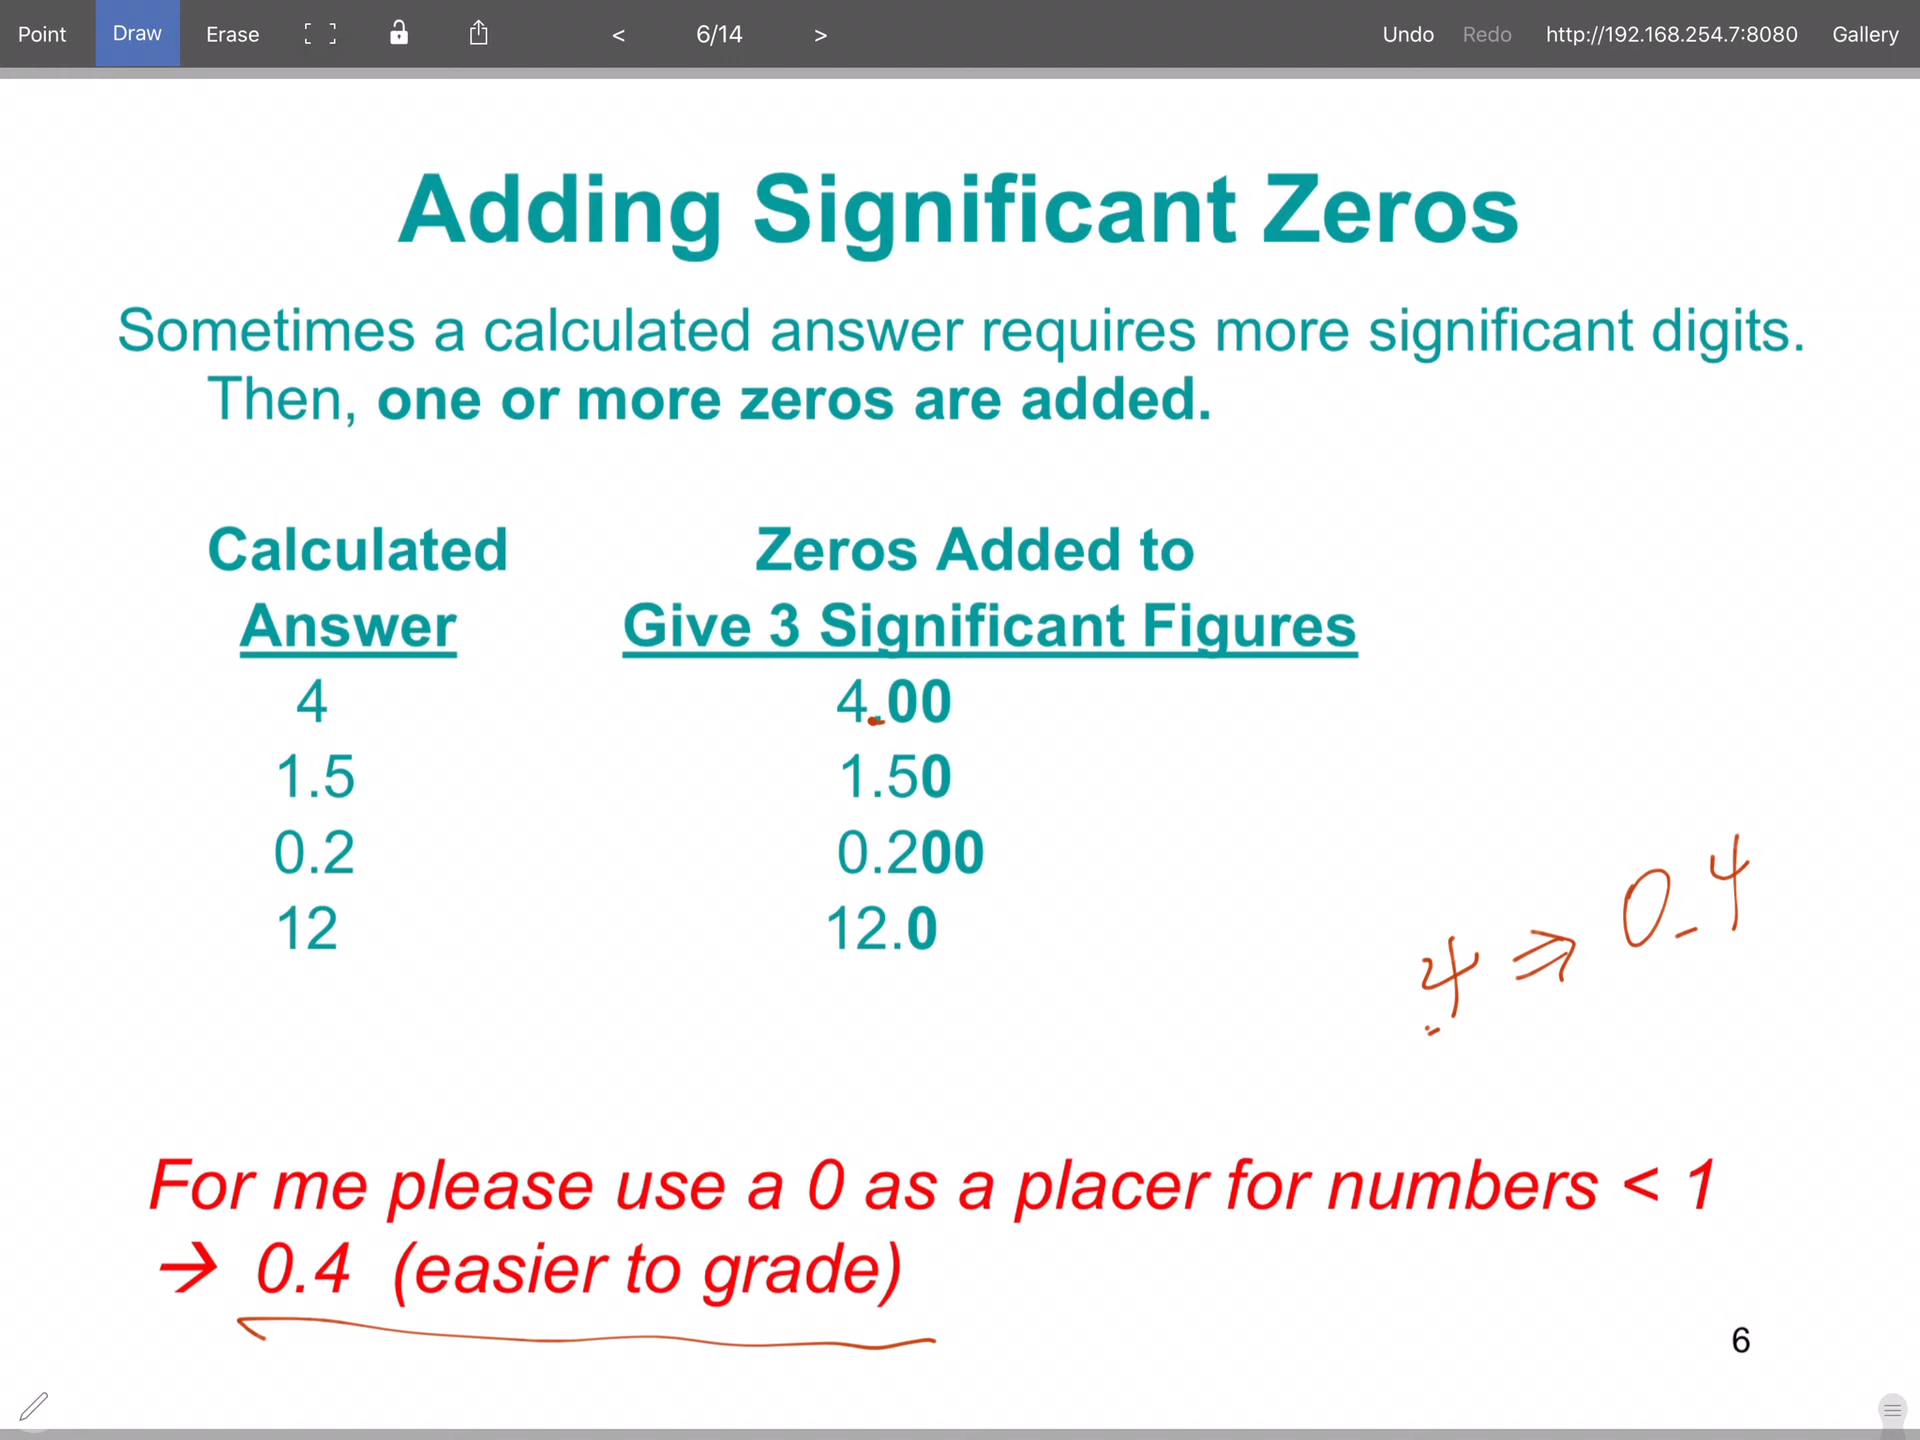 Point Draw Erase < 6/14 > Undo Redo http://192.168.254.7:8080 Gallery
Adding Significant Zeros
Sometimes a calculated answer requires more significant digits.
Then, one or more zeros are added.
Calculated Zeros Added to
Answer Give 3 Significant Figures
4 4.00
1.5 1.50
0.2 0.200
12 12.0
.4 ⇒ 0.4
For me please use a 0 as a placer for numbers < 1
→ 0.4 (easier to grade)
6